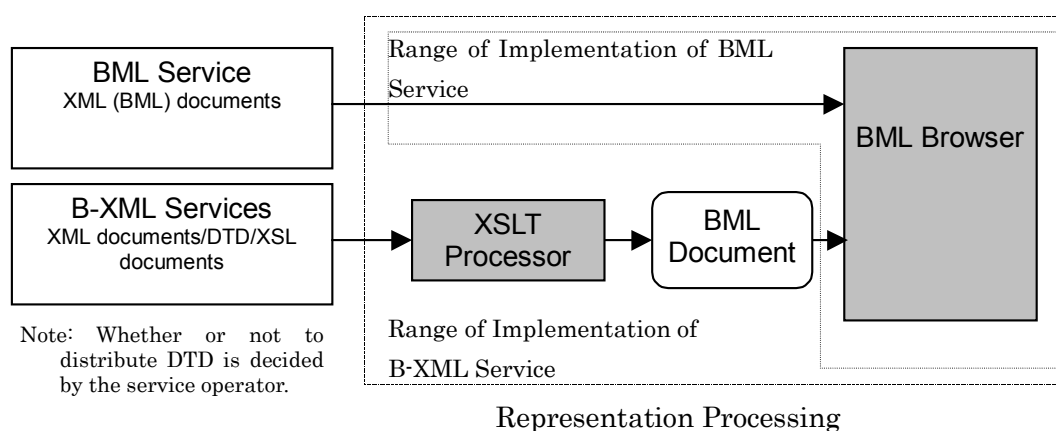 BML Service
XML (BML) documents
B-XML Services
XML documents/DTD/XSL
documents
Note: Whether or not to
distribute DTD is decided
by the service operator.
Range of Implementation of BML
Service
BML Browser
XSLT
Processor
BML
Document
Range of Implementation of
B-XML Service
Representation Processing